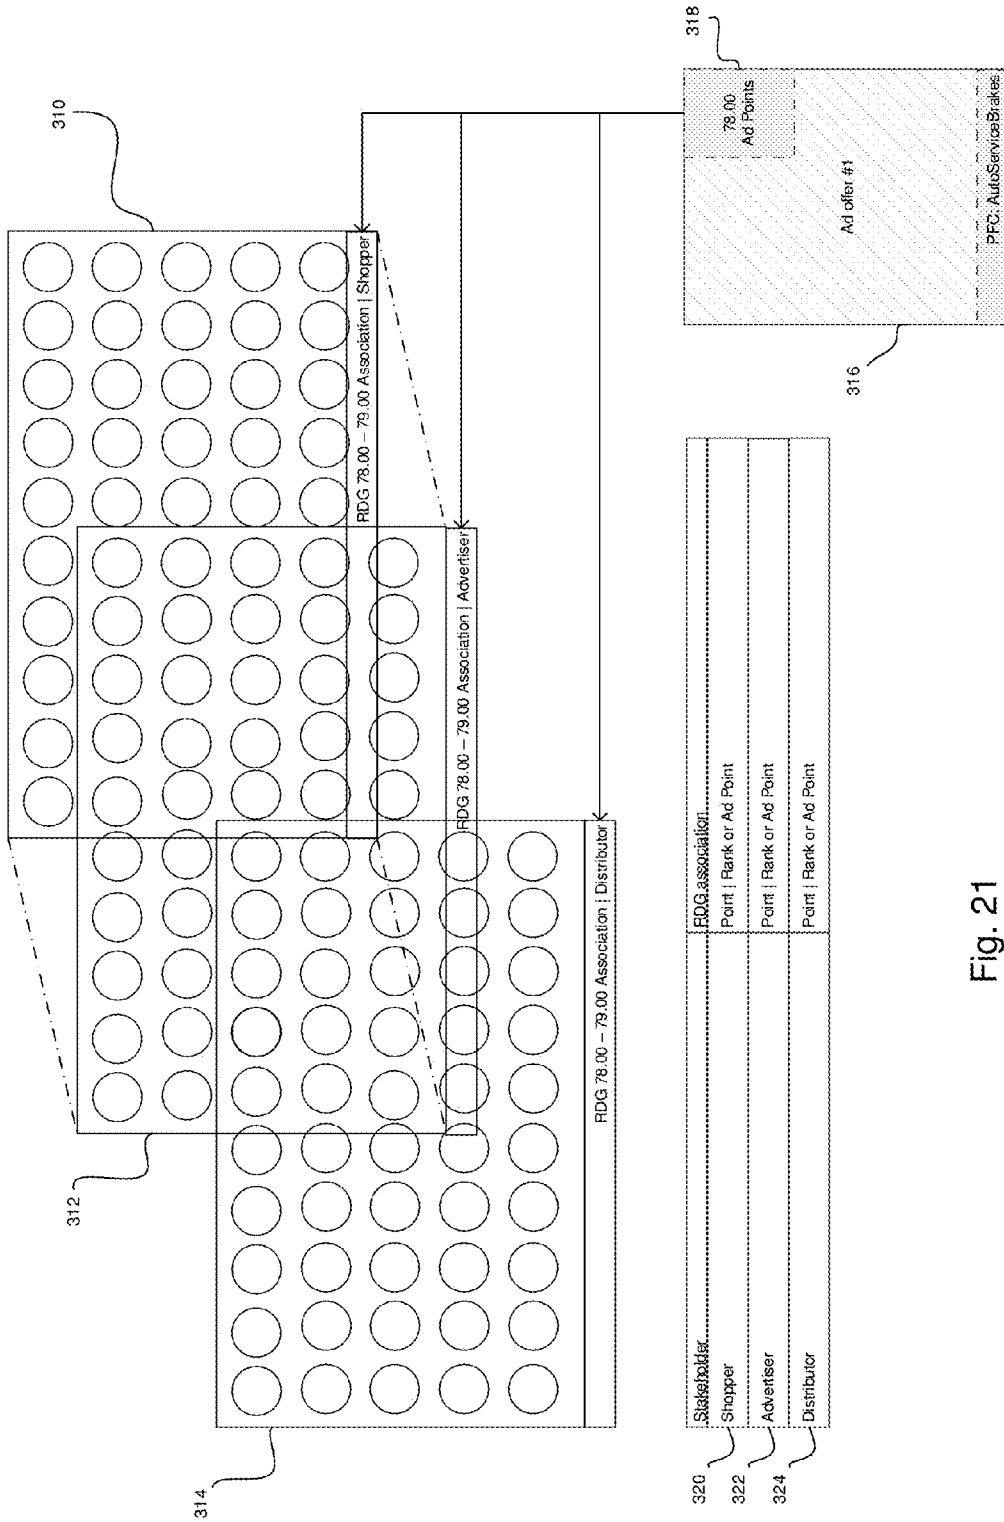 310
RDG 78.00 – 79.00 Association | Shopper
312
RDG 78.00 – 79.00 Association | Advertiser
314
RDG 78.00 – 79.00 Association | Distributor
318
78.00
Ad Points
Ad offer #1
PFC: AutoServiceBrakes
316
Stakeholder RDG association
320 Shopper Point | Rank or Ad Point
322 Advertiser Point | Rank or Ad Point
324 Distributor Point | Rank or Ad Point
Fig. 21